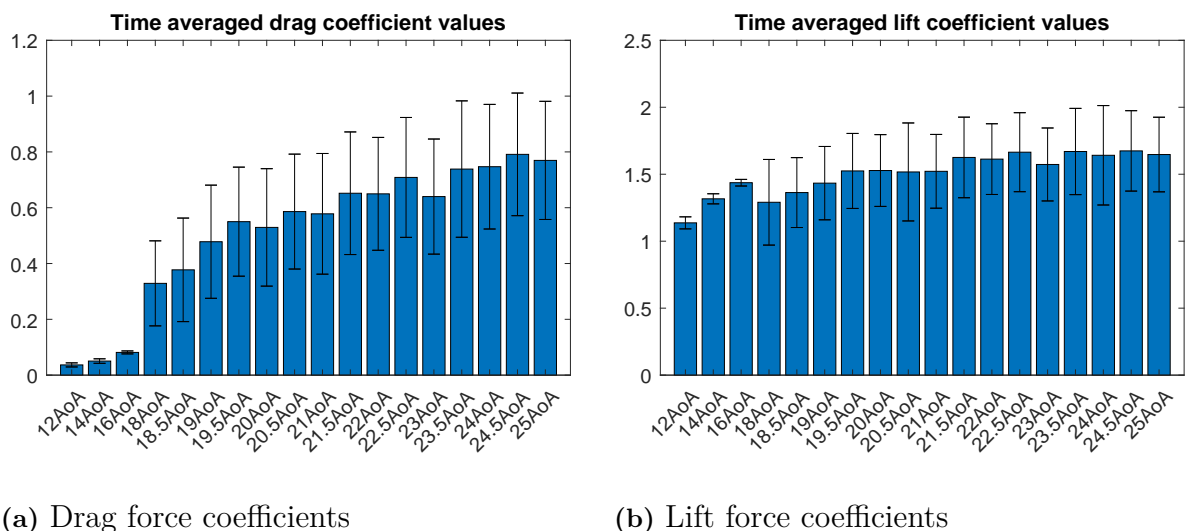 Time averaged drag coefficient values
1.2
1
0.8
0.6
0.4
0.2
0
12AoA
14AoA
16AoA
18AoA
18.5AoA
19AoA
19.5AoA
20AoA
20.5AoA
21AoA
21.5AoA
22AoA
22.5AoA
23AoA
23.5AoA
24AoA
24.5AoA
25AoA
(a) Drag force coefficients
Time averaged lift coefficient values
2.5
2
1.5
1
0.5
0
12AoA
14AoA
16AoA
18AoA
18.5AoA
19AoA
19.5AoA
20AoA
20.5AoA
21AoA
21.5AoA
22AoA
22.5AoA
23AoA
23.5AoA
24AoA
24.5AoA
25AoA
(b) Lift force coefficients